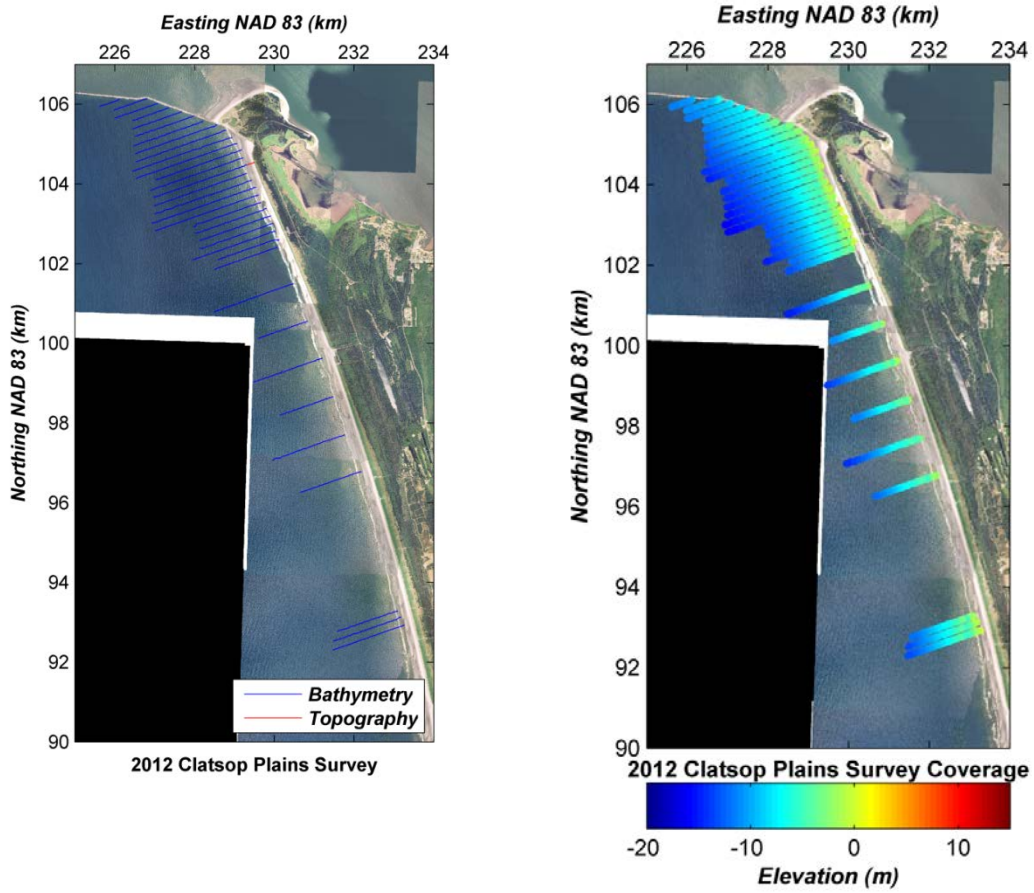 Easting NAD 83 (km)
226 228 230 232 234
106
104
102
100
98
96
94
92
90
Northing NAD 83 (km)
Bathymetry
Topography
2012 Clatsop Plains Survey
Easting NAD 83 (km)
226 228 230 232 234
106
104
102
100
98
96
94
92
90
Northing NAD 83 (km)
2012 Clatsop Plains Survey Coverage
-20 -10 0 10
Elevation (m)